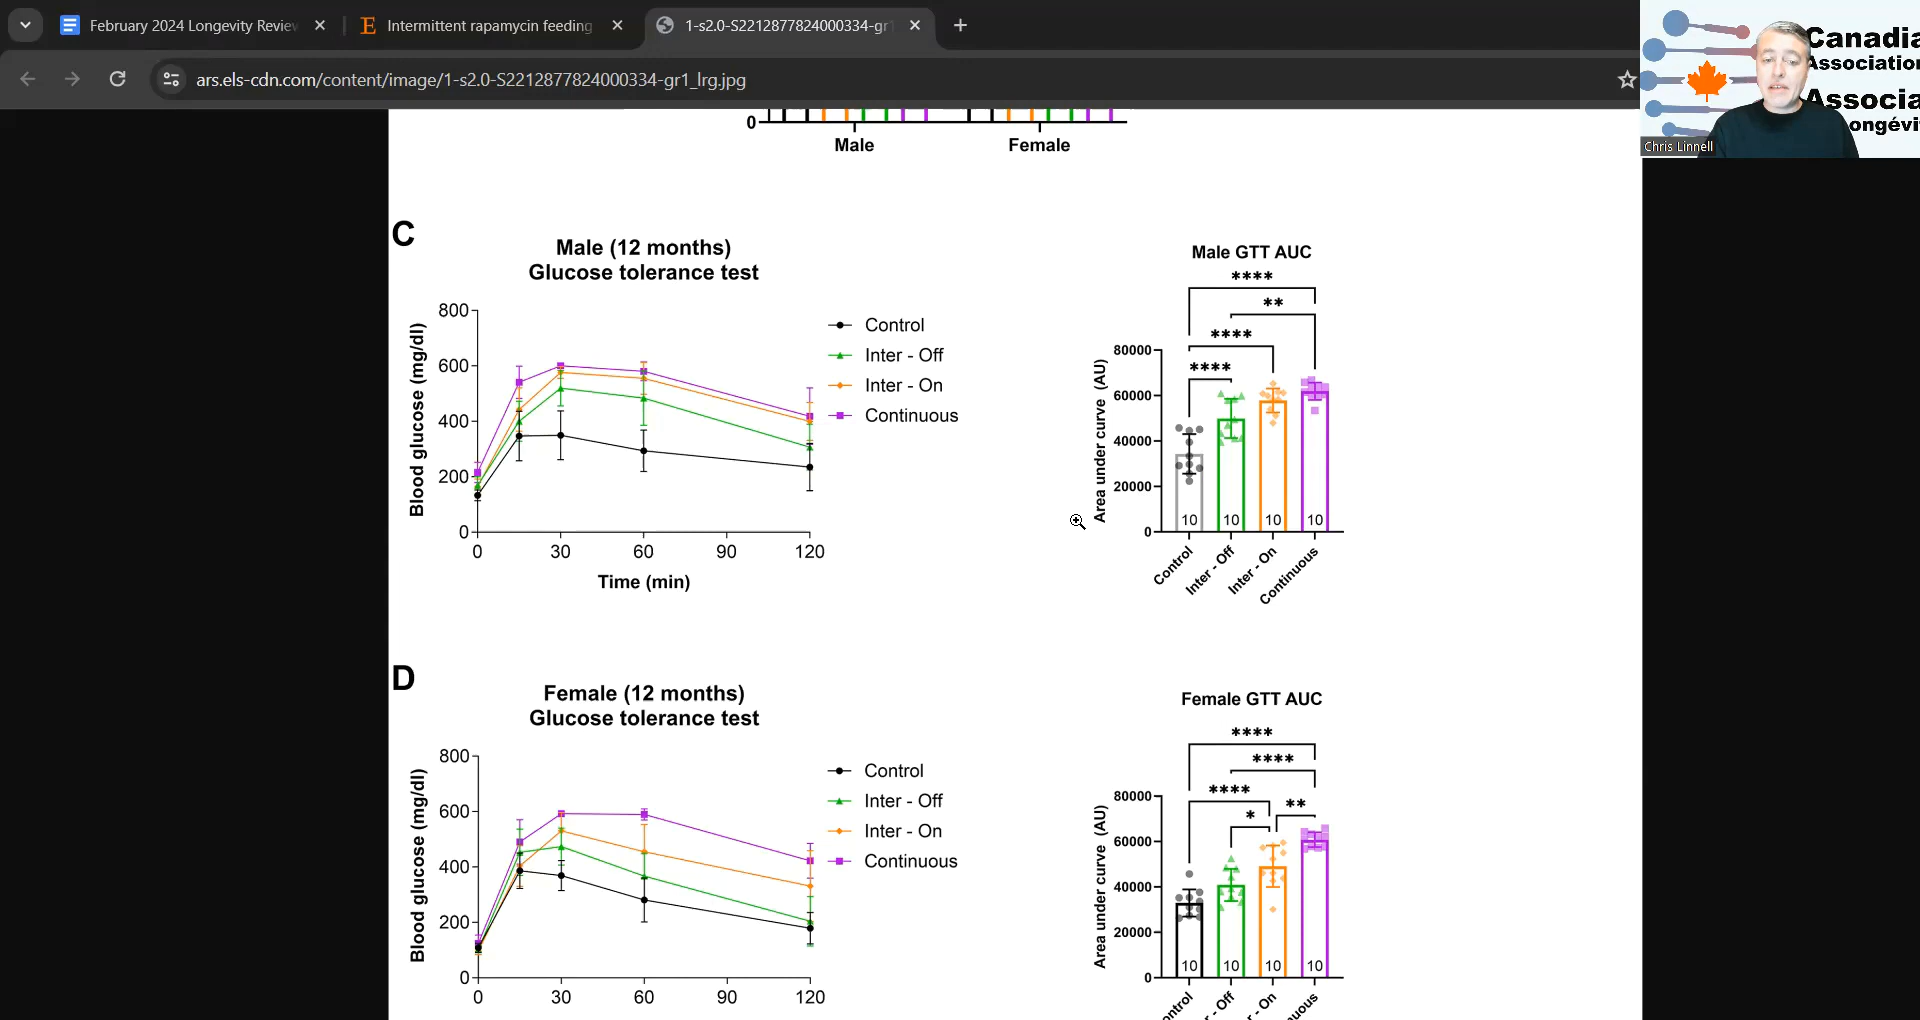 February 2024 Longevity Review
Intermittent rapamycin feeding
1-s2.0-S2212877824000334-gr1
ars.els-cdn.com/content/image/1-s2.0-S2212877824000334-gr1_lrg.jpg
Canadia
Association
Associa
ongévi
Chris Linnell
0
Male
Female
C
Male (12 months)
Glucose tolerance test
800
600
400
200
0
Blood glucose (mg/dl)
0
30
60
90
120
Time (min)
Control
Inter - Off
Inter - On
Continuous
Male GTT AUC
****
**
****
****
80000
60000
40000
20000
0
Area under curve (AU)
10
10
10
10
Control
Inter - Off
Inter - On
Continuous
D
Female (12 months)
Glucose tolerance test
800
600
400
200
0
Blood glucose (mg/dl)
0
30
60
90
120
Control
Inter - Off
Inter - On
Continuous
Female GTT AUC
****
****
****
**
*
80000
60000
40000
20000
0
Area under curve (AU)
10
10
10
10
ontrol
r - Off
r - On
nuous